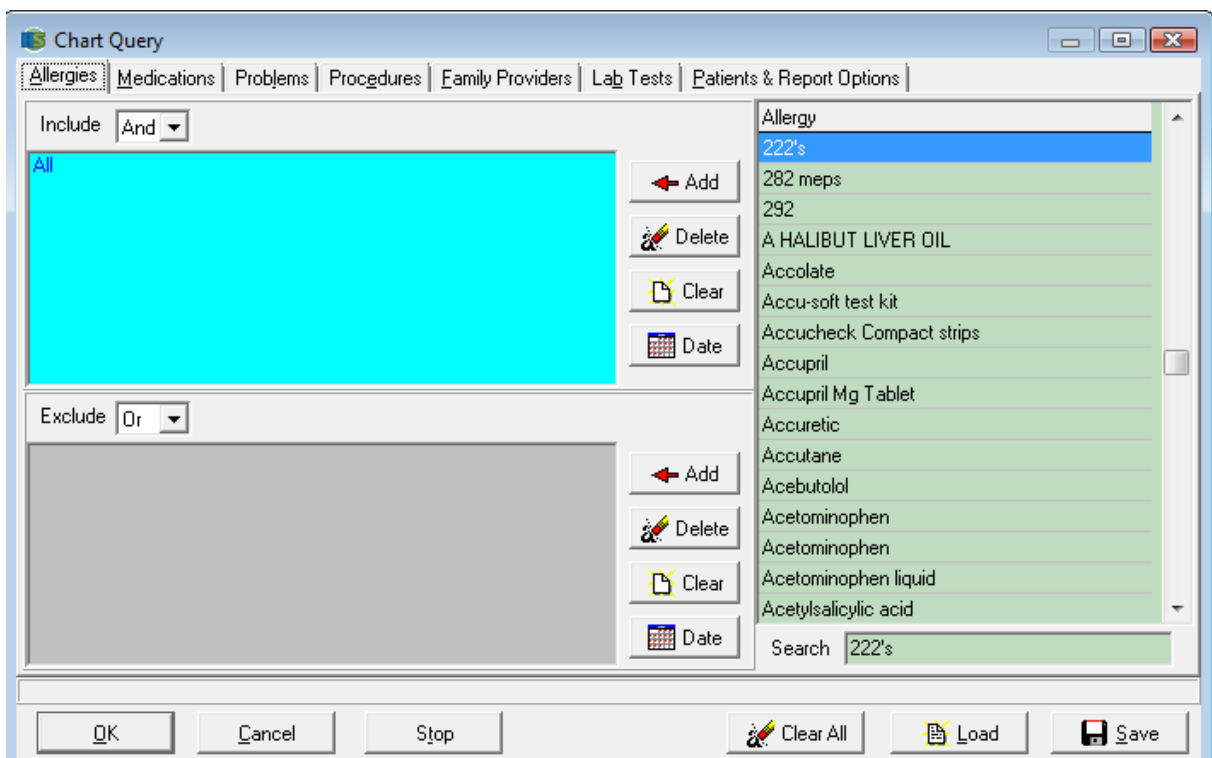 Chart Query
Allergies Medications Problems Procedures Family Providers Lab Tests Patients & Report Options
Include And
All
Add
Delete
Clear
Date
Exclude Or
Add
Delete
Clear
Date
Allergy
222's
282 meps
292
A HALIBUT LIVER OIL
Accolate
Accu-soft test kit
Accucheck Compact strips
Accupril
Accupril Mg Tablet
Accuretic
Accutane
Acebutolol
Acetominophen
Acetominophen
Acetominophen liquid
Acetylsalicylic acid
Search 222's
OK Cancel Stop Clear All Load Save